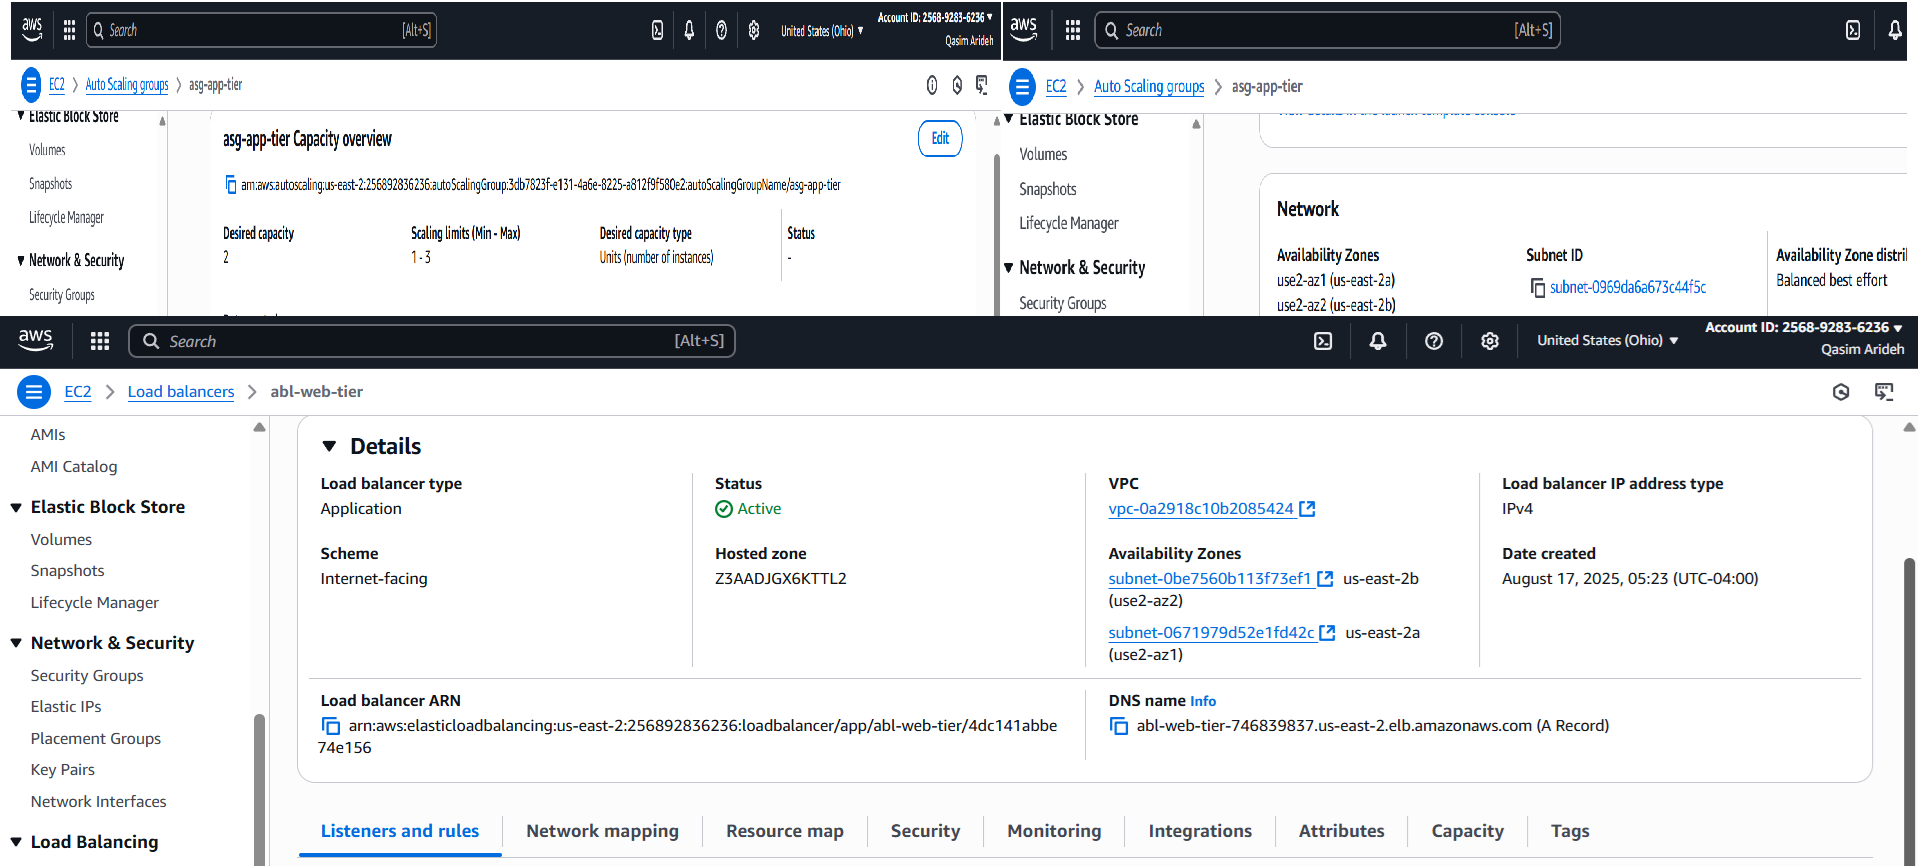 aws
Search [Alt+S]
United States (Ohio)
Account ID: 2568-9283-6236
Qasim Arideh
EC2 Auto Scaling groups asg-app-tier
Elastic Block Store
Volumes
Snapshots
Lifecycle Manager
Network & Security
Security Groups
asg-app-tier Capacity overview
Edit
arn:aws:autoscaling:us-east-2:256892836236:autoScalingGroup:3db7823f-e131-4a6e-8225-a812f9f580e2:autoScalingGroupName/asg-app-tier
Desired capacity
2
Scaling limits (Min - Max)
1 - 3
Desired capacity type
Units (number of instances)
Status
-
aws
Search [Alt+S]
EC2 Auto Scaling groups asg-app-tier
Elastic Block Store
Volumes
Snapshots
Lifecycle Manager
Network & Security
Security Groups
Network
Availability Zones
use2-az1 (us-east-2a)
use2-az2 (us-east-2b)
Subnet ID
subnet-0969da6a673c44f5c
Availability Zone distri
Balanced best effort
aws
Search [Alt+S]
United States (Ohio)
Account ID: 2568-9283-6236
Qasim Arideh
EC2 Load balancers abl-web-tier
AMIs
AMI Catalog
Elastic Block Store
Volumes
Snapshots
Lifecycle Manager
Network & Security
Security Groups
Elastic IPs
Placement Groups
Key Pairs
Network Interfaces
Load Balancing
Details
Load balancer type
Application
Status
Active
VPC
vpc-0a2918c10b2085424
Load balancer IP address type
IPv4
Scheme
Internet-facing
Hosted zone
Z3AADJGX6KTTL2
Availability Zones
subnet-0be7560b113f73ef1 us-east-2b
(use2-az2)
subnet-0671979d52e1fd42c us-east-2a
(use2-az1)
Date created
August 17, 2025, 05:23 (UTC-04:00)
Load balancer ARN
arn:aws:elasticloadbalancing:us-east-2:256892836236:loadbalancer/app/abl-web-tier/4dc141abbe
74e156
DNS name Info
abl-web-tier-746839837.us-east-2.elb.amazonaws.com (A Record)
Listeners and rules Network mapping Resource map Security Monitoring Integrations Attributes Capacity Tags